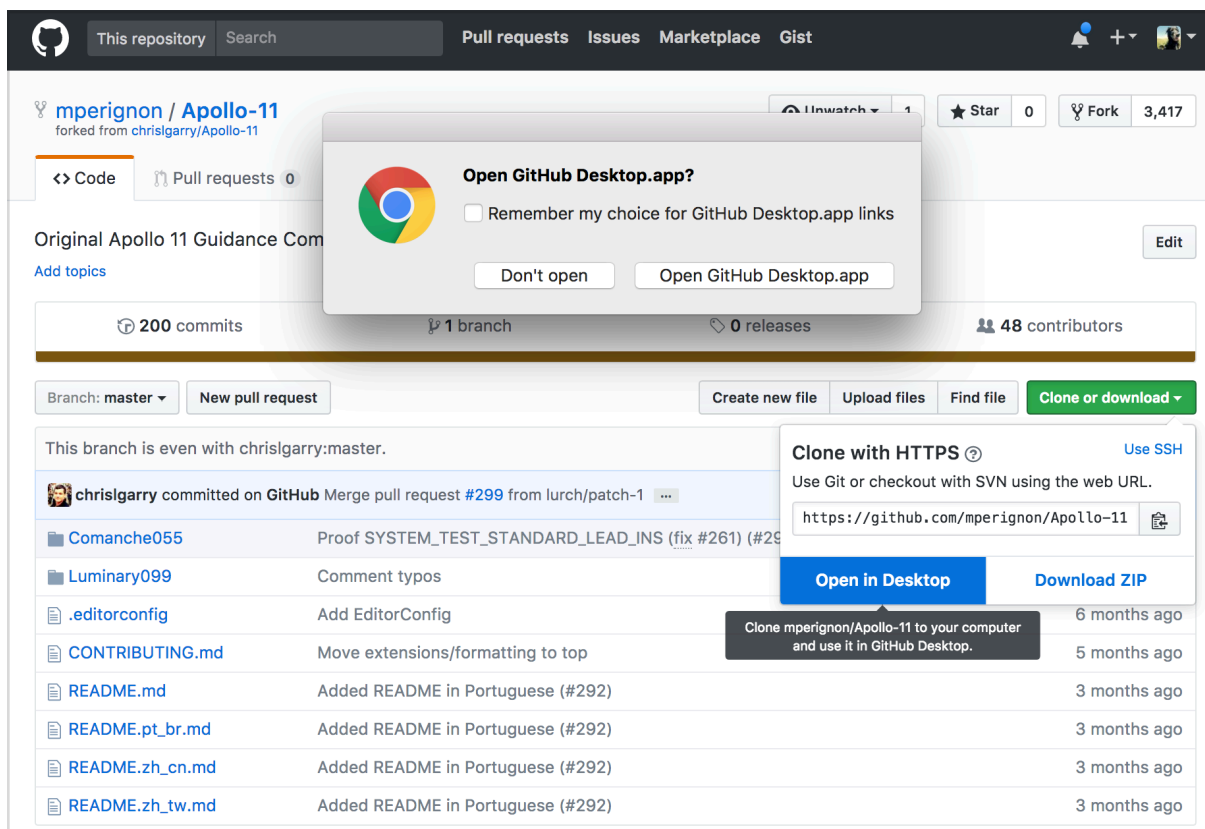 This repository Search Pull requests Issues Marketplace Gist
mperignon / Apollo-11
forked from chrislgarry/Apollo-11
Unwatch 1 Star 0 Fork 3,417
Code Pull requests 0
Open GitHub Desktop.app?
Remember my choice for GitHub Desktop.app links
Don't open Open GitHub Desktop.app
Original Apollo 11 Guidance Com
Edit
Add topics
200 commits 1 branch 0 releases 48 contributors
Branch: master New pull request Create new file Upload files Find file Clone or download
This branch is even with chrislgarry:master.
Clone with HTTPS Use SSH
Use Git or checkout with SVN using the web URL.
https://github.com/mperignon/Apollo-11
Open in Desktop Download ZIP
Clone mperignon/Apollo-11 to your computer
and use it in GitHub Desktop.
chrislgarry committed on GitHub Merge pull request #299 from lurch/patch-1 …
Comanche055 Proof SYSTEM_TEST_STANDARD_LEAD_INS (fix #261) (#29
Luminary099 Comment typos
.editorconfig Add EditorConfig 6 months ago
CONTRIBUTING.md Move extensions/formatting to top 5 months ago
README.md Added README in Portuguese (#292) 3 months ago
README.pt_br.md Added README in Portuguese (#292) 3 months ago
README.zh_cn.md Added README in Portuguese (#292) 3 months ago
README.zh_tw.md Added README in Portuguese (#292) 3 months ago